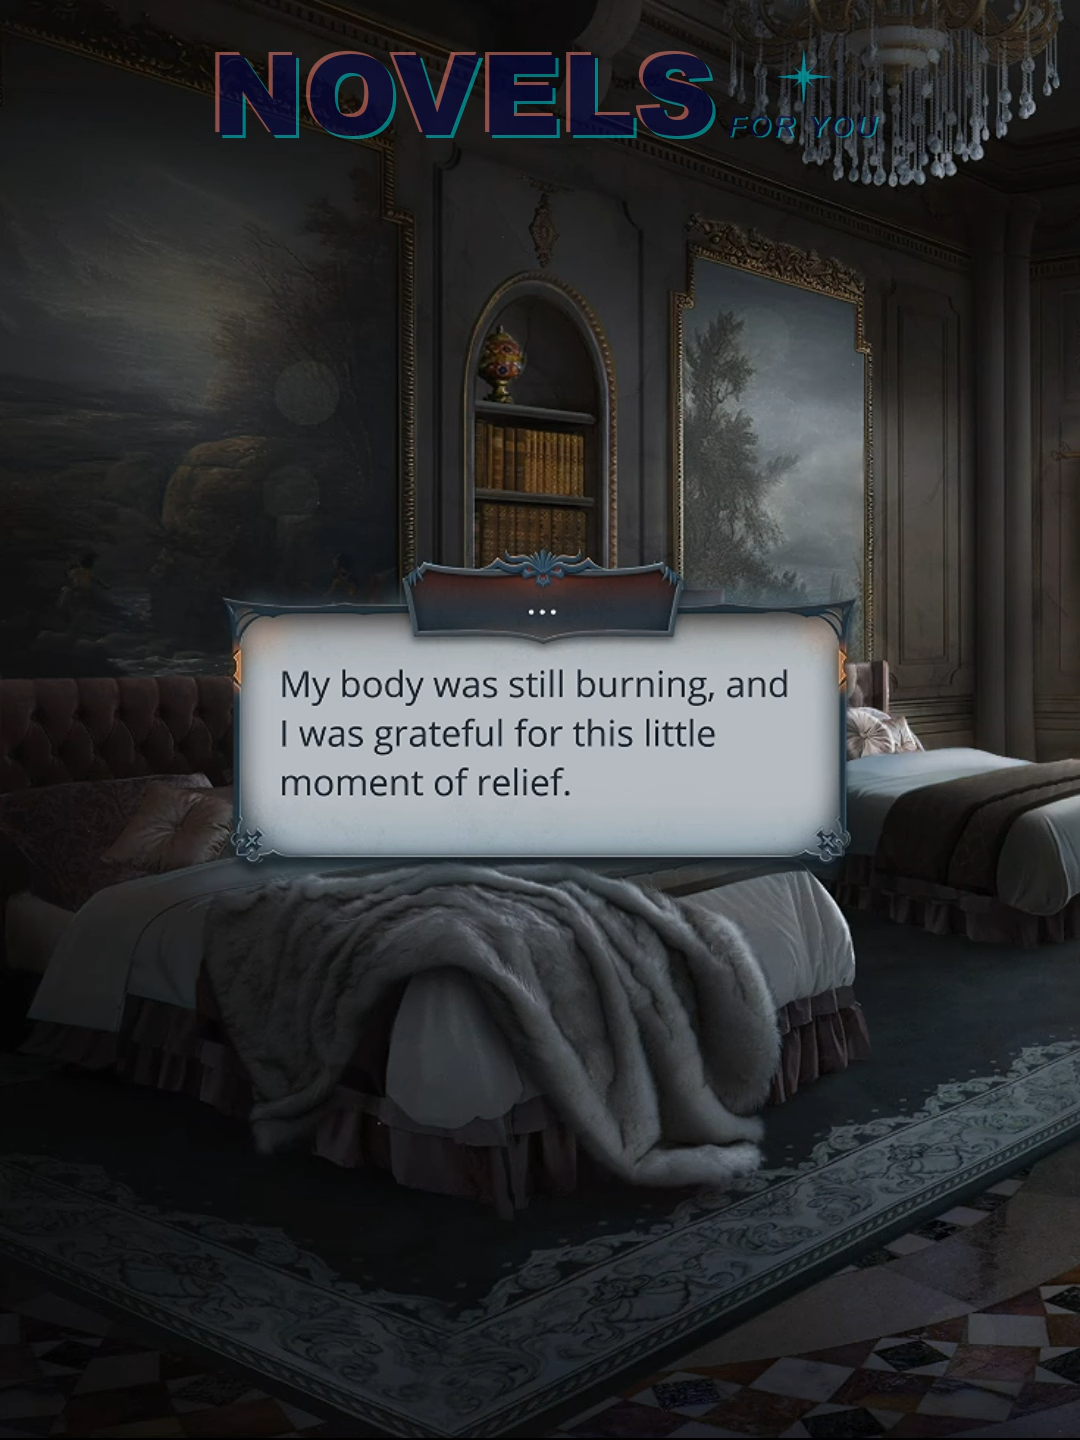 NOVELS
FOR YOU
...
My body was still burning, and
I was grateful for this little
moment of relief.